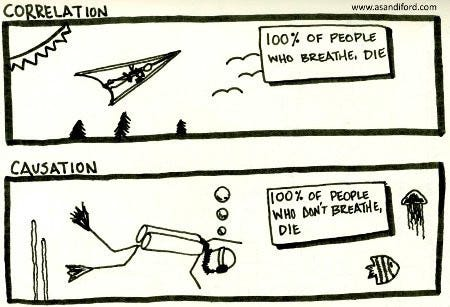 CORRELATION
www.asandiford.com
100% OF PEOPLE
WHO BREATHE, DIE
CAUSATION
100% OF PEOPLE
WHO DON'T BREATHE,
DIE